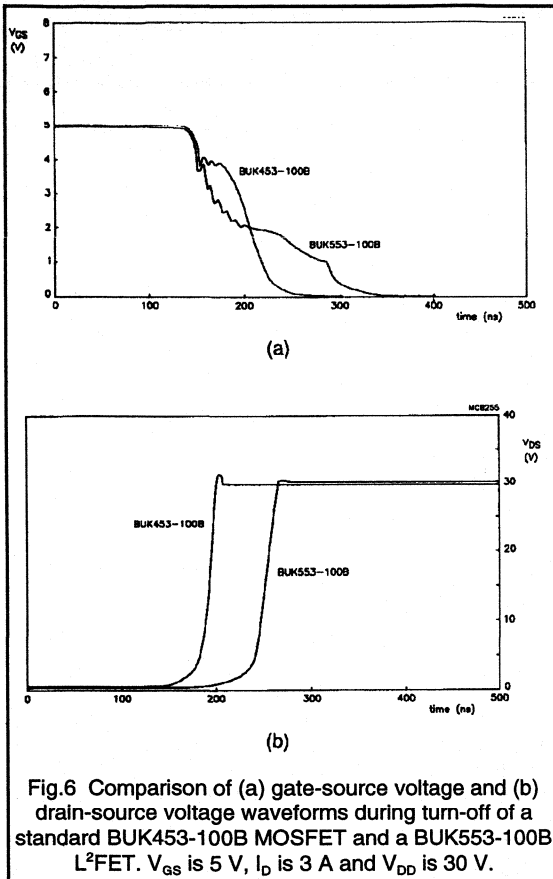 VGS
(V)
8
7
6
5
4
3
2
1
0
BUK453-100B
BUK553-100B
0 100 200 300 400 500
time (ns)
(a)
MCB255
40
VDS
(V)
30
20
10
0
BUK453-100B
BUK553-100B
0 100 200 300 400 500
time (ns)
(b)
Fig.6 Comparison of (a) gate-source voltage and (b)
drain-source voltage waveforms during turn-off of a
standard BUK453-100B MOSFET and a BUK553-100B
L²FET. VGS is 5 V, ID is 3 A and VDD is 30 V.